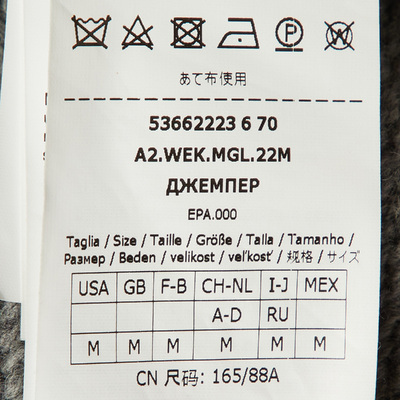 あて布使用
53662223 6 70
A2.WEK.MGL.22M
ДЖЕМПЕР
EPA.000
Taglia / Size / Taille / Größe / Talla / Tamanho /
Размер / Beden / velikost / veľkosť / 规格 / サイズ
USA GB F-B CH-NL I-J MEX
A-D RU
M M M M M M
CN 尺码: 165/88A